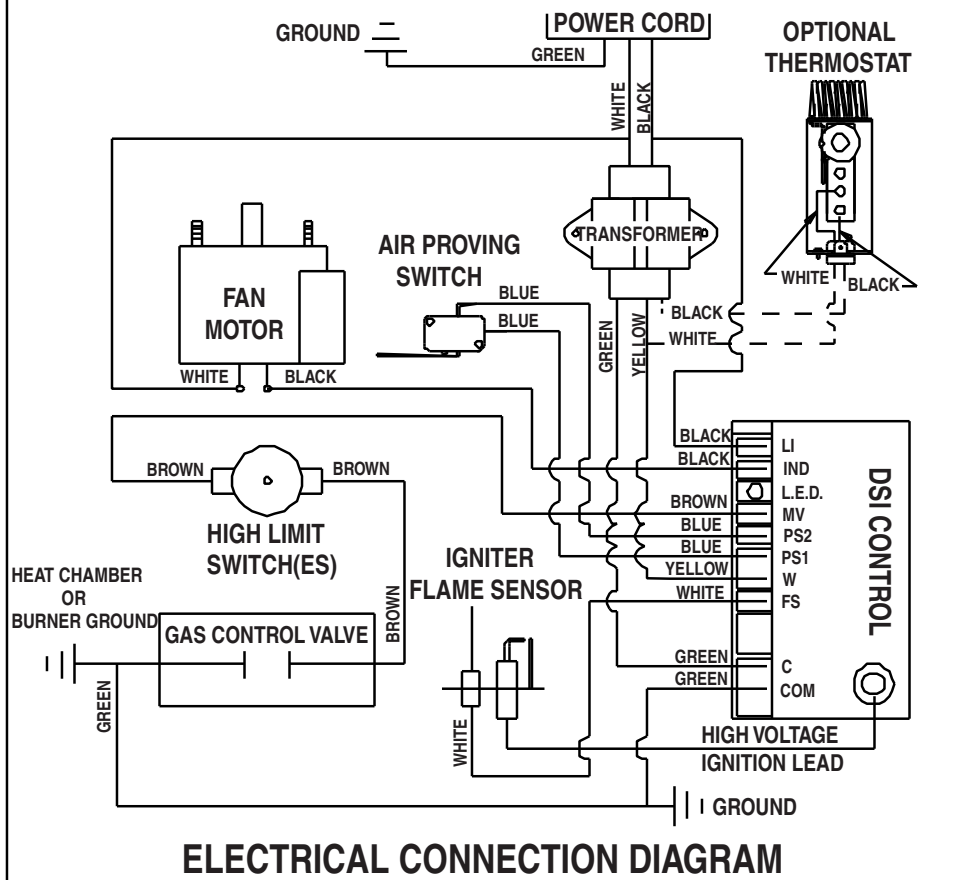 GROUND
POWER CORD
GREEN
WHITE
BLACK
OPTIONAL
THERMOSTAT
WHITE
BLACK
TRANSFORMER
AIR PROVING
SWITCH
BLUE
BLUE
FAN
MOTOR
WHITE
BLACK
GREEN
YELLOW
BLACK
WHITE
BROWN
BROWN
HIGH LIMIT
SWITCH(ES)
BLACK
LI
BLACK
IND
L.E.D.
BROWN
MV
BLUE
PS2
BLUE
PS1
YELLOW
W
WHITE
FS
GREEN
C
GREEN
COM
DSI CONTROL
IGNITER
FLAME SENSOR
HEAT CHAMBER
OR
BURNER GROUND
GAS CONTROL VALVE
BROWN
GREEN
WHITE
HIGH VOLTAGE
IGNITION LEAD
GROUND
ELECTRICAL CONNECTION DIAGRAM